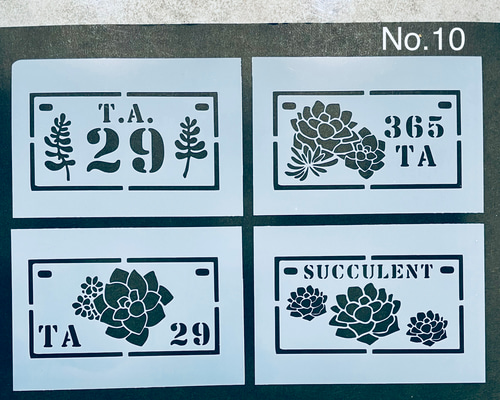 No.10
T.A.
29
365
TA
TA 29
SUCCULENT